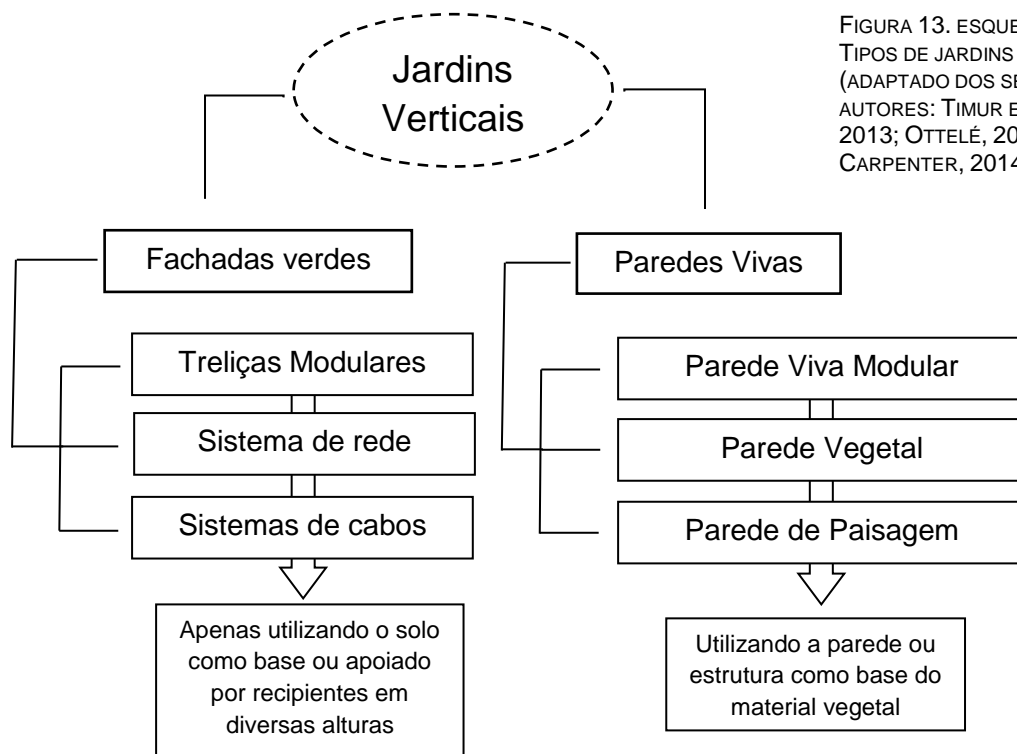 Jardins
Verticais
FIGURA 13. ESQUE
TIPOS DE JARDINS
(ADAPTADO DOS SE
AUTORES: TIMUR E
2013; OTTELÉ, 20
CARPENTER, 2014
Fachadas verdes
Treliças Modulares
Sistema de rede
Sistemas de cabos
Apenas utilizando o solo
como base ou apoiado
por recipientes em
diversas alturas
Paredes Vivas
Parede Viva Modular
Parede Vegetal
Parede de Paisagem
Utilizando a parede ou
estrutura como base do
material vegetal